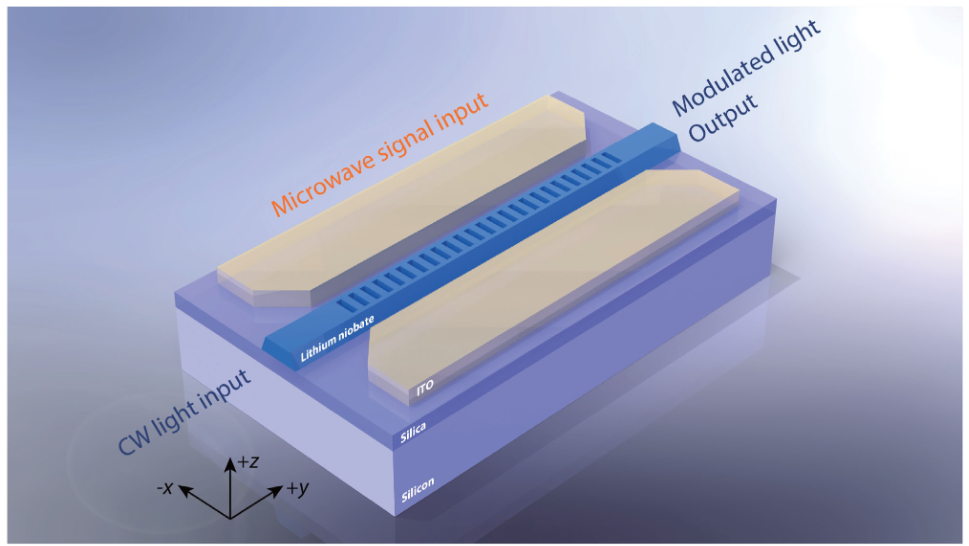 Modulated light
Output
Microwave signal input
Lithium niobate
ITO
CW light input
Silica
Silicon
+z
-x
+y